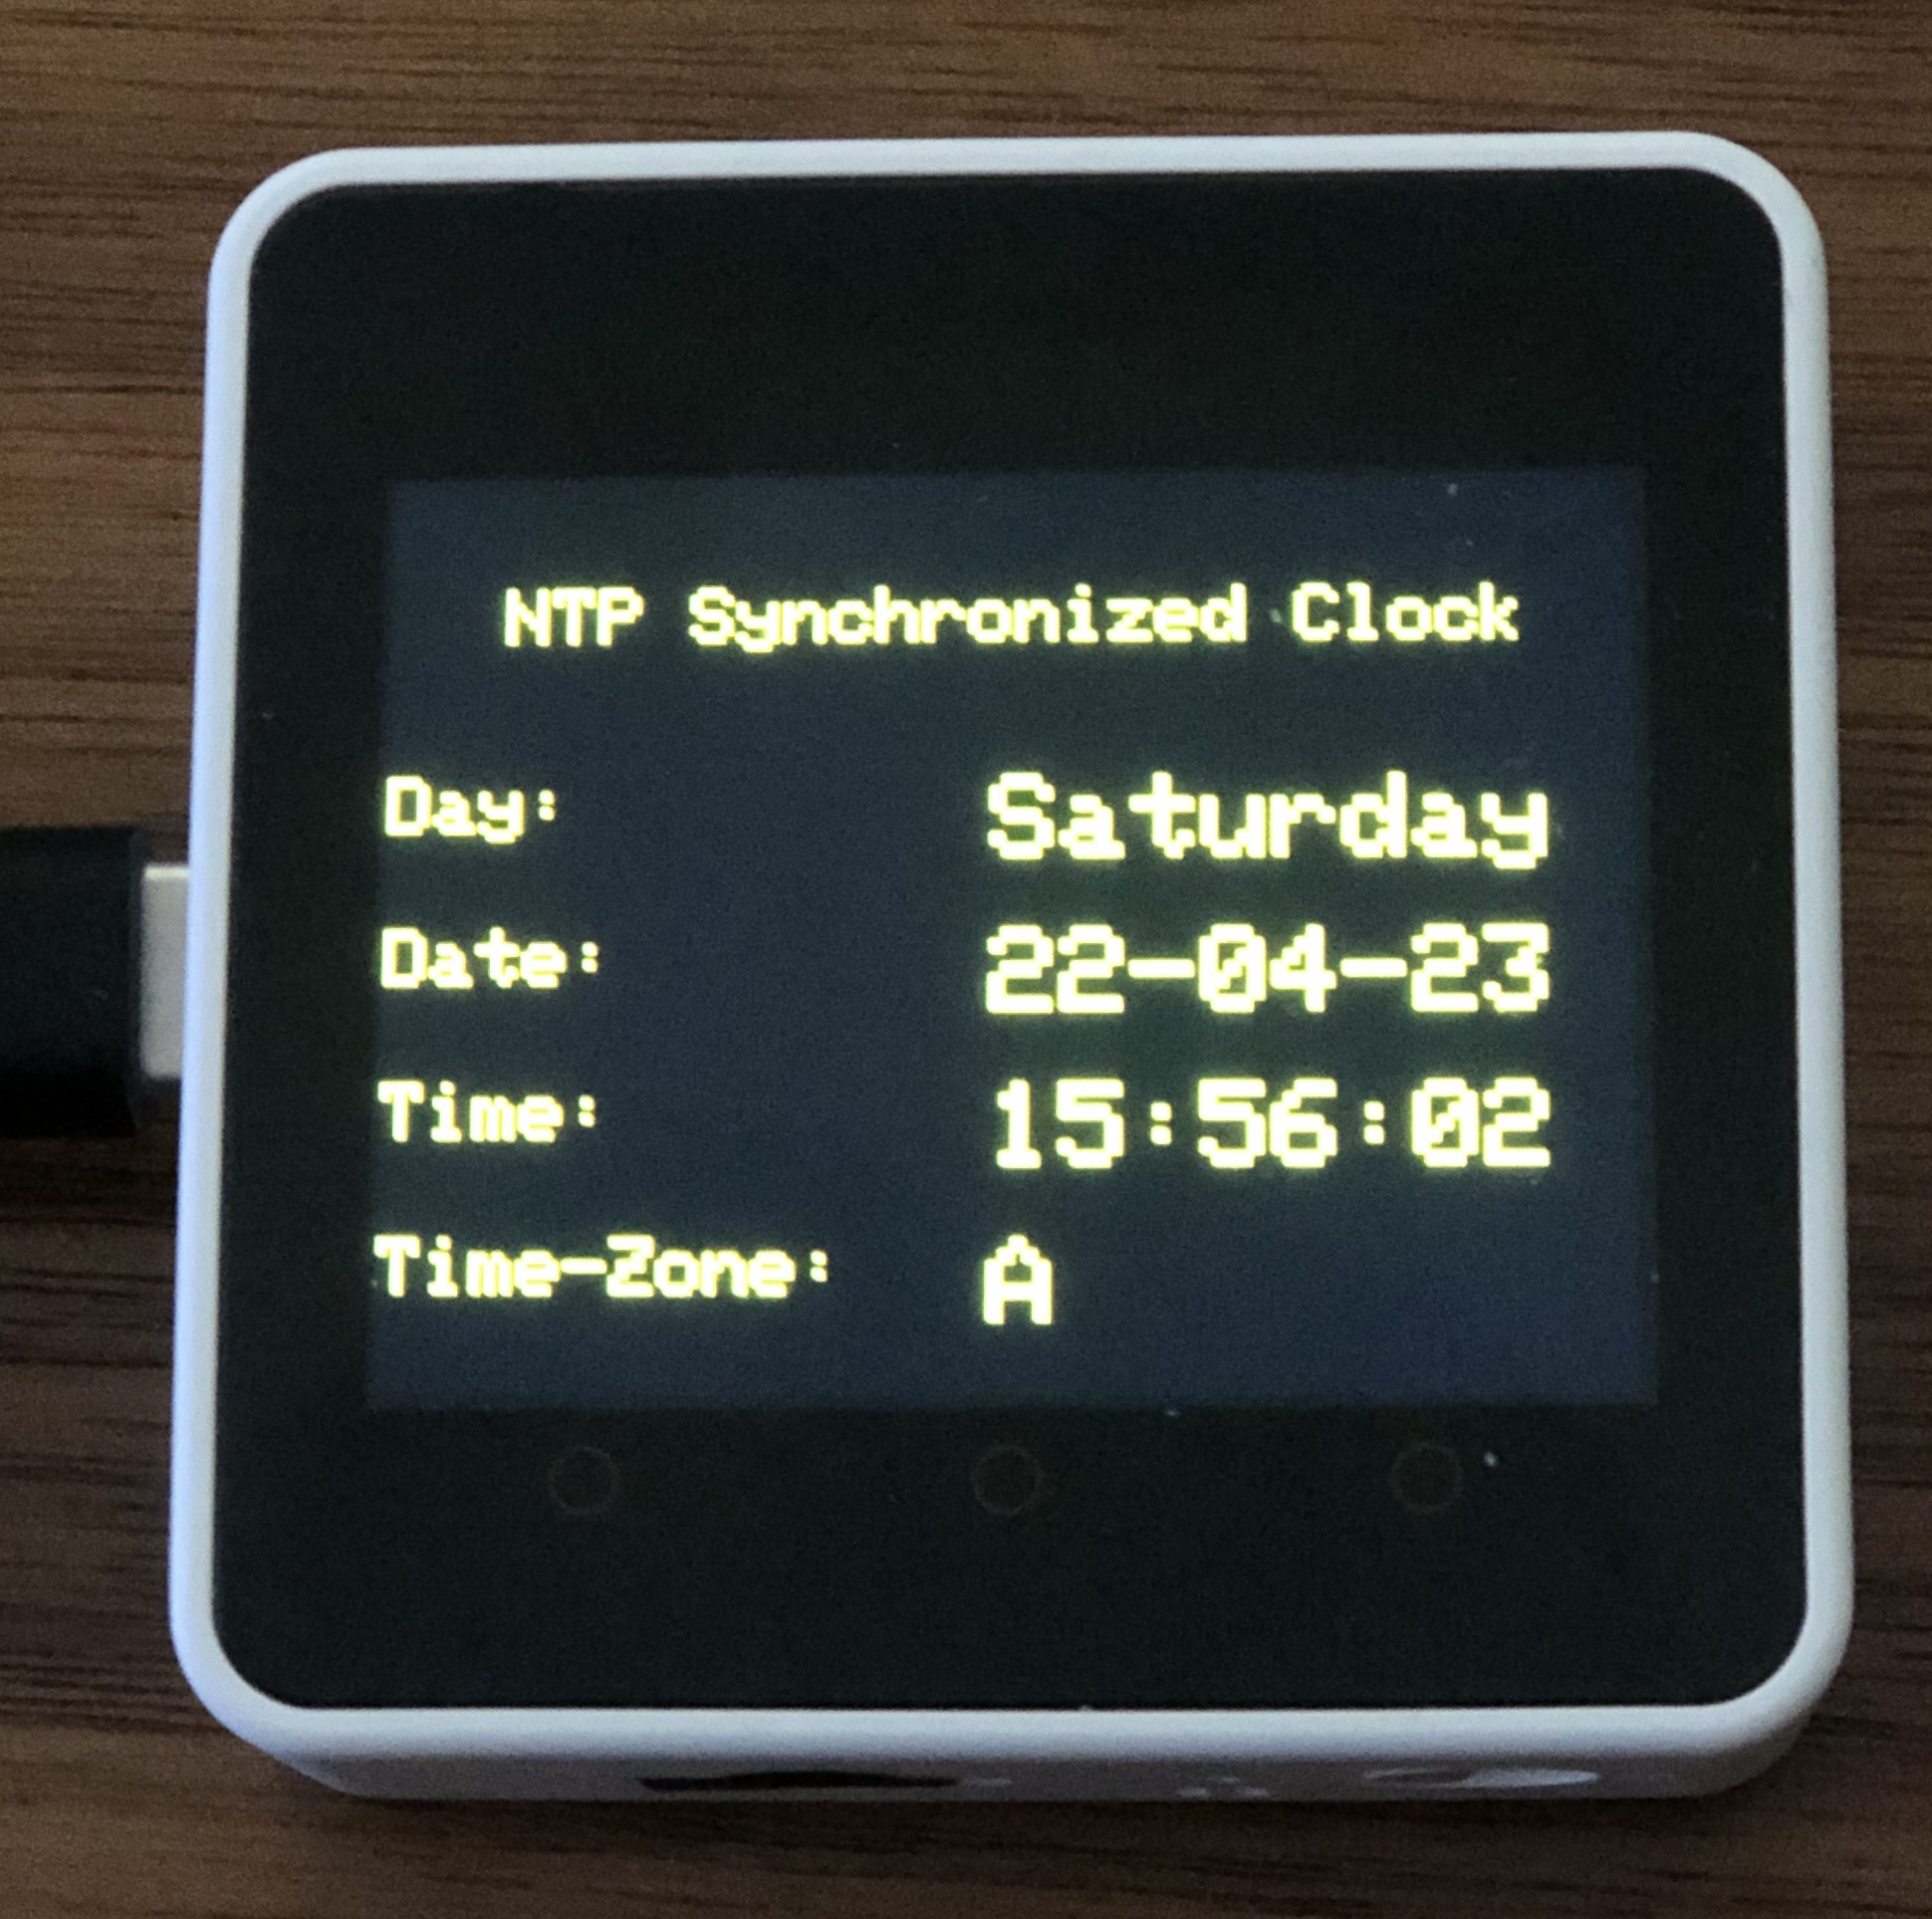 NTP Synchronized Clock
Day: Saturday
Date: 22-04-23
Time: 15:56:02
Time-Zone: A